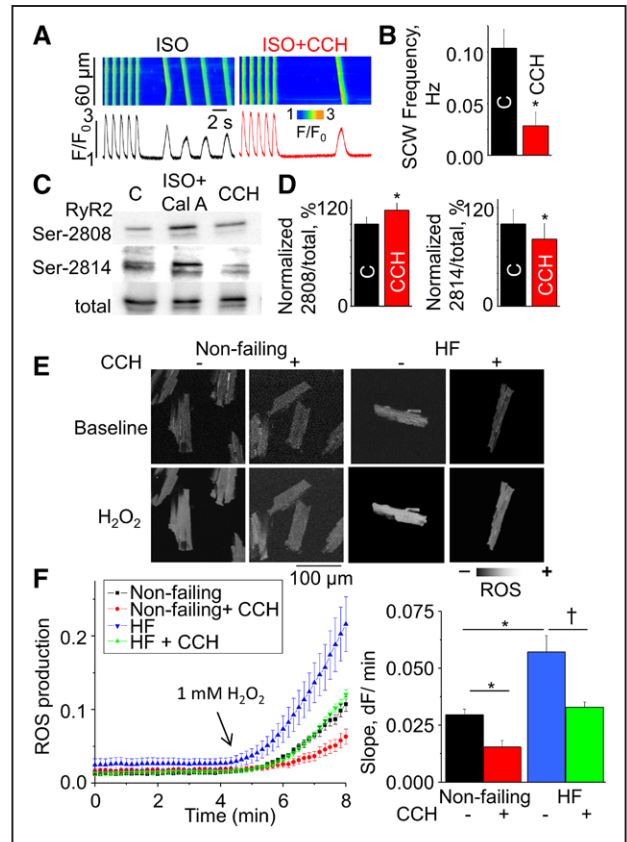 A
ISO
ISO+CCH
60 µm
2 s
1 3
F/F0
3
F/F0
1
B
SCW Frequency, Hz
0.10
0.05
0.00
C
CCH
*
C
C
ISO+
Cal A
CCH
RyR2
Ser-2808
Ser-2814
total
D
Normalized 2808/total, %
120
0
C
CCH
*
Normalized 2814/total, %
120
0
C
CCH
*
E
Non-failing
HF
CCH
- + - +
Baseline
H2O2
100 µm
− +
ROS
F
Non-failing
Non-failing+ CCH
HF
HF + CCH
ROS production
0.2
0.1
0.0
1 mM H2O2
0 2 4 6 8
Time (min)
Slope, dF/ min
0.075
0.050
0.025
0.000
*
†
*
Non-failing HF
CCH - + - +